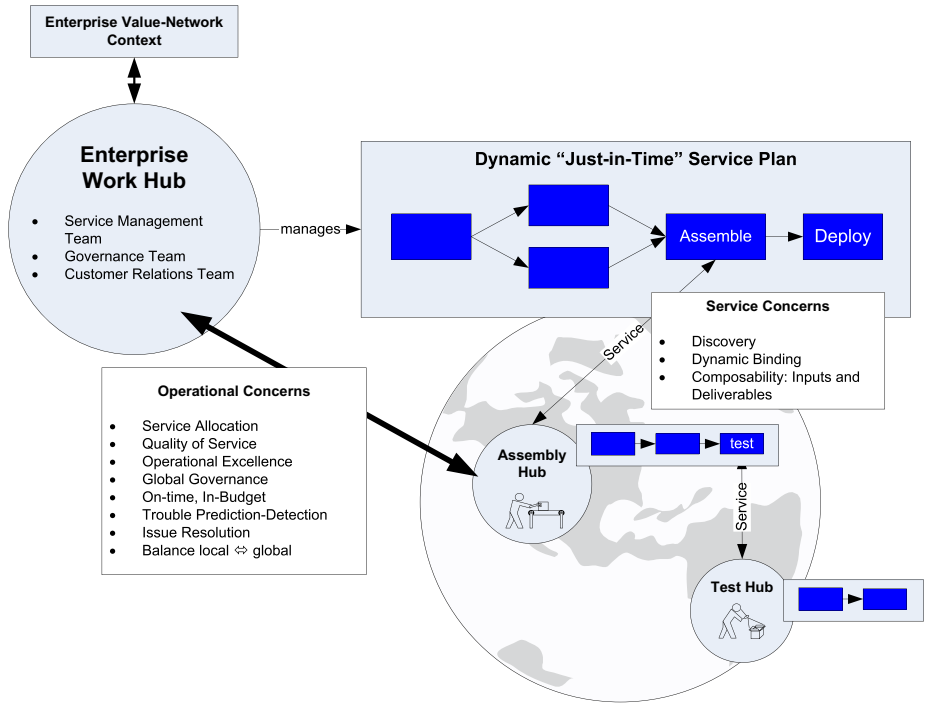 Enterprise Value-Network
Context
Enterprise
Work Hub
• Service Management
Team
• Governance Team
• Customer Relations Team
manages
Dynamic “Just-in-Time” Service Plan
Assemble
Deploy
Service
Service Concerns
• Discovery
• Dynamic Binding
• Composability: Inputs and
Deliverables
Operational Concerns
• Service Allocation
• Quality of Service
• Operational Excellence
• Global Governance
• On-time, In-Budget
• Trouble Prediction-Detection
• Issue Resolution
• Balance local ⇔ global
Assembly
Hub
test
Service
Test Hub